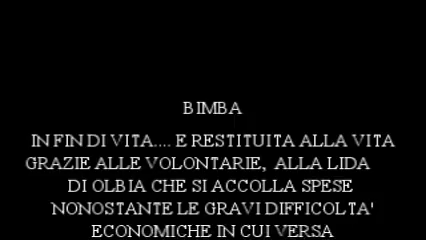 BIMBA
IN FIN DI VITA.... E RESTITUITA ALLA VITA
GRAZIE ALLE VOLONTARIE, ALLA LIDA
DI OLBIA CHE SI ACCOLLA SPESE
NONOSTANTE LE GRAVI DIFFICOLTA'
ECONOMICHE IN CUI VERSA